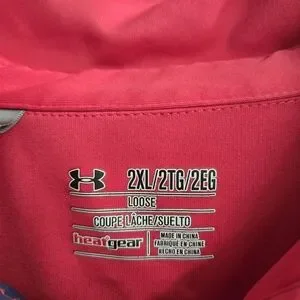 2XL/2TG/2EG
LOOSE
COUPE LÂCHE/SUELTO
heatgear
MADE IN CHINA
FABRIQUÉ EN CHINE
HECHO EN CHINA